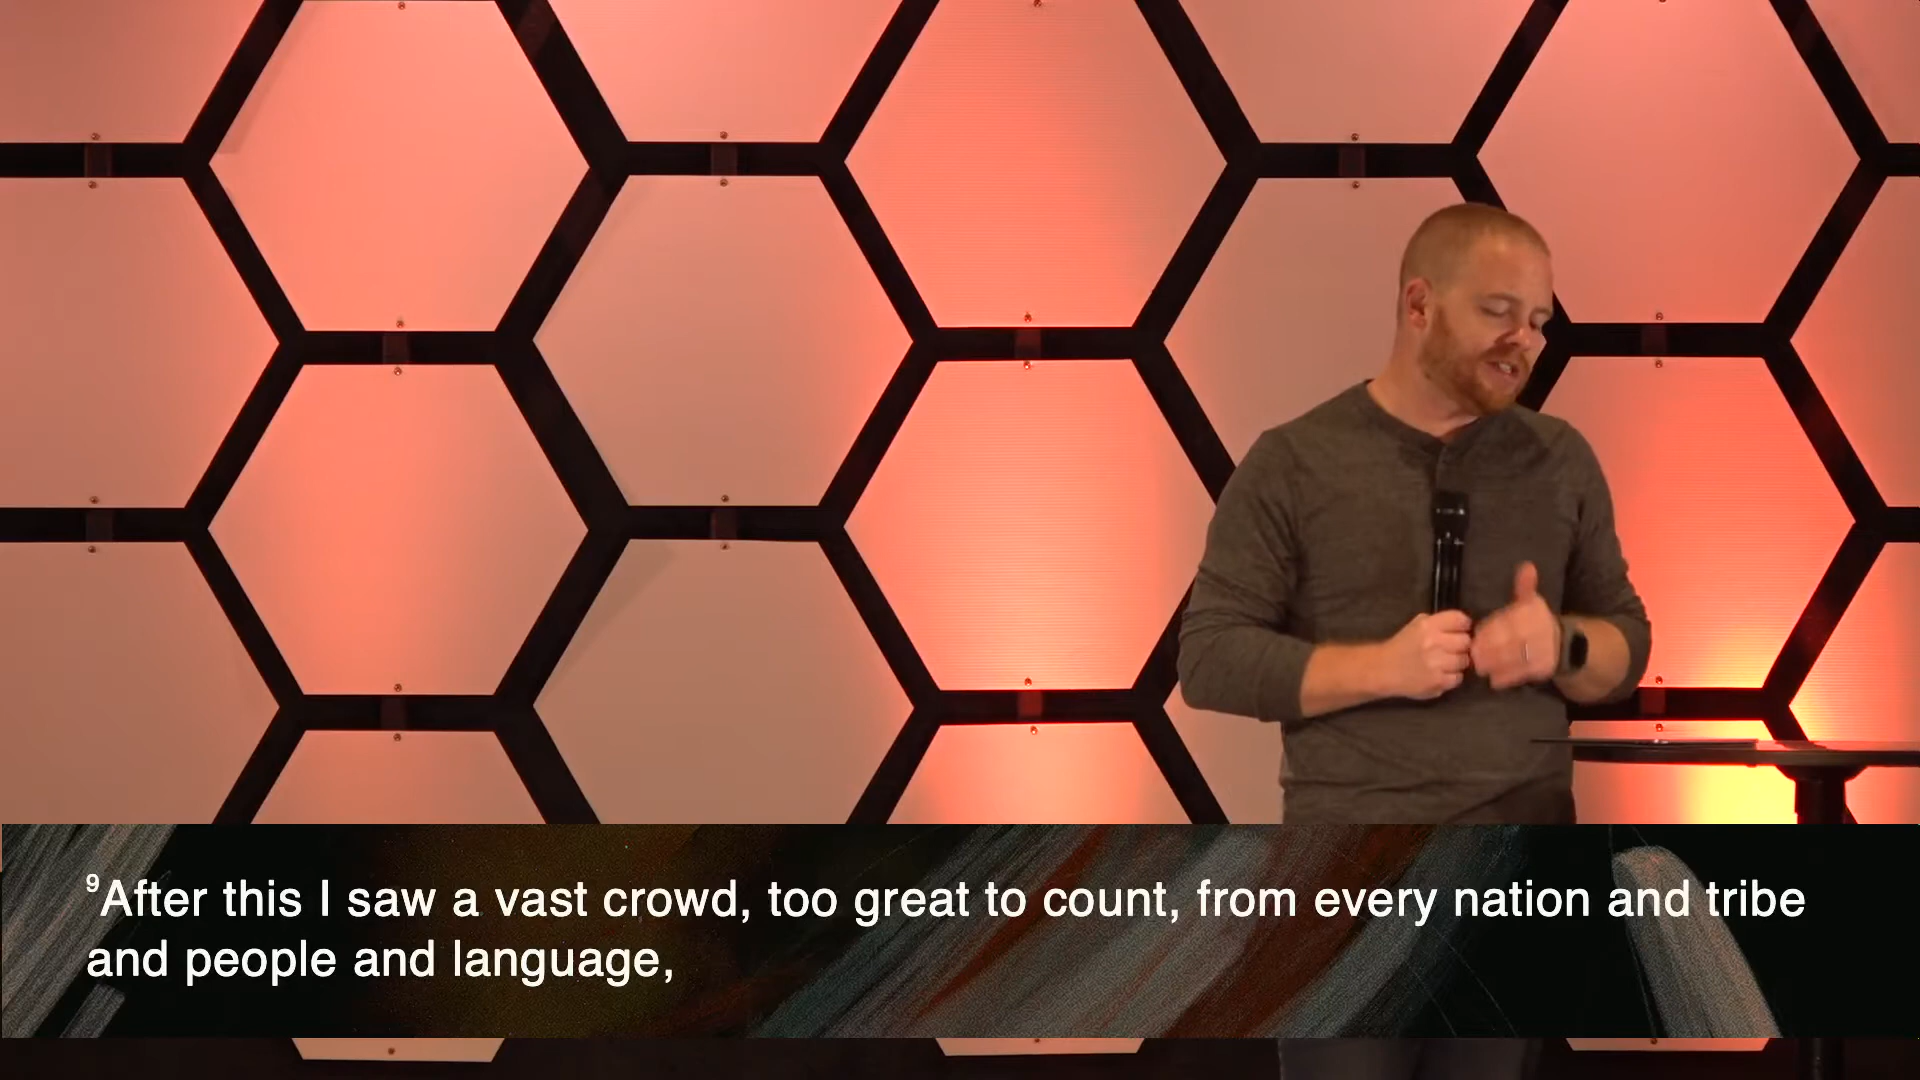 ⁹After this I saw a vast crowd, too great to count, from every nation and tribe
and people and language,